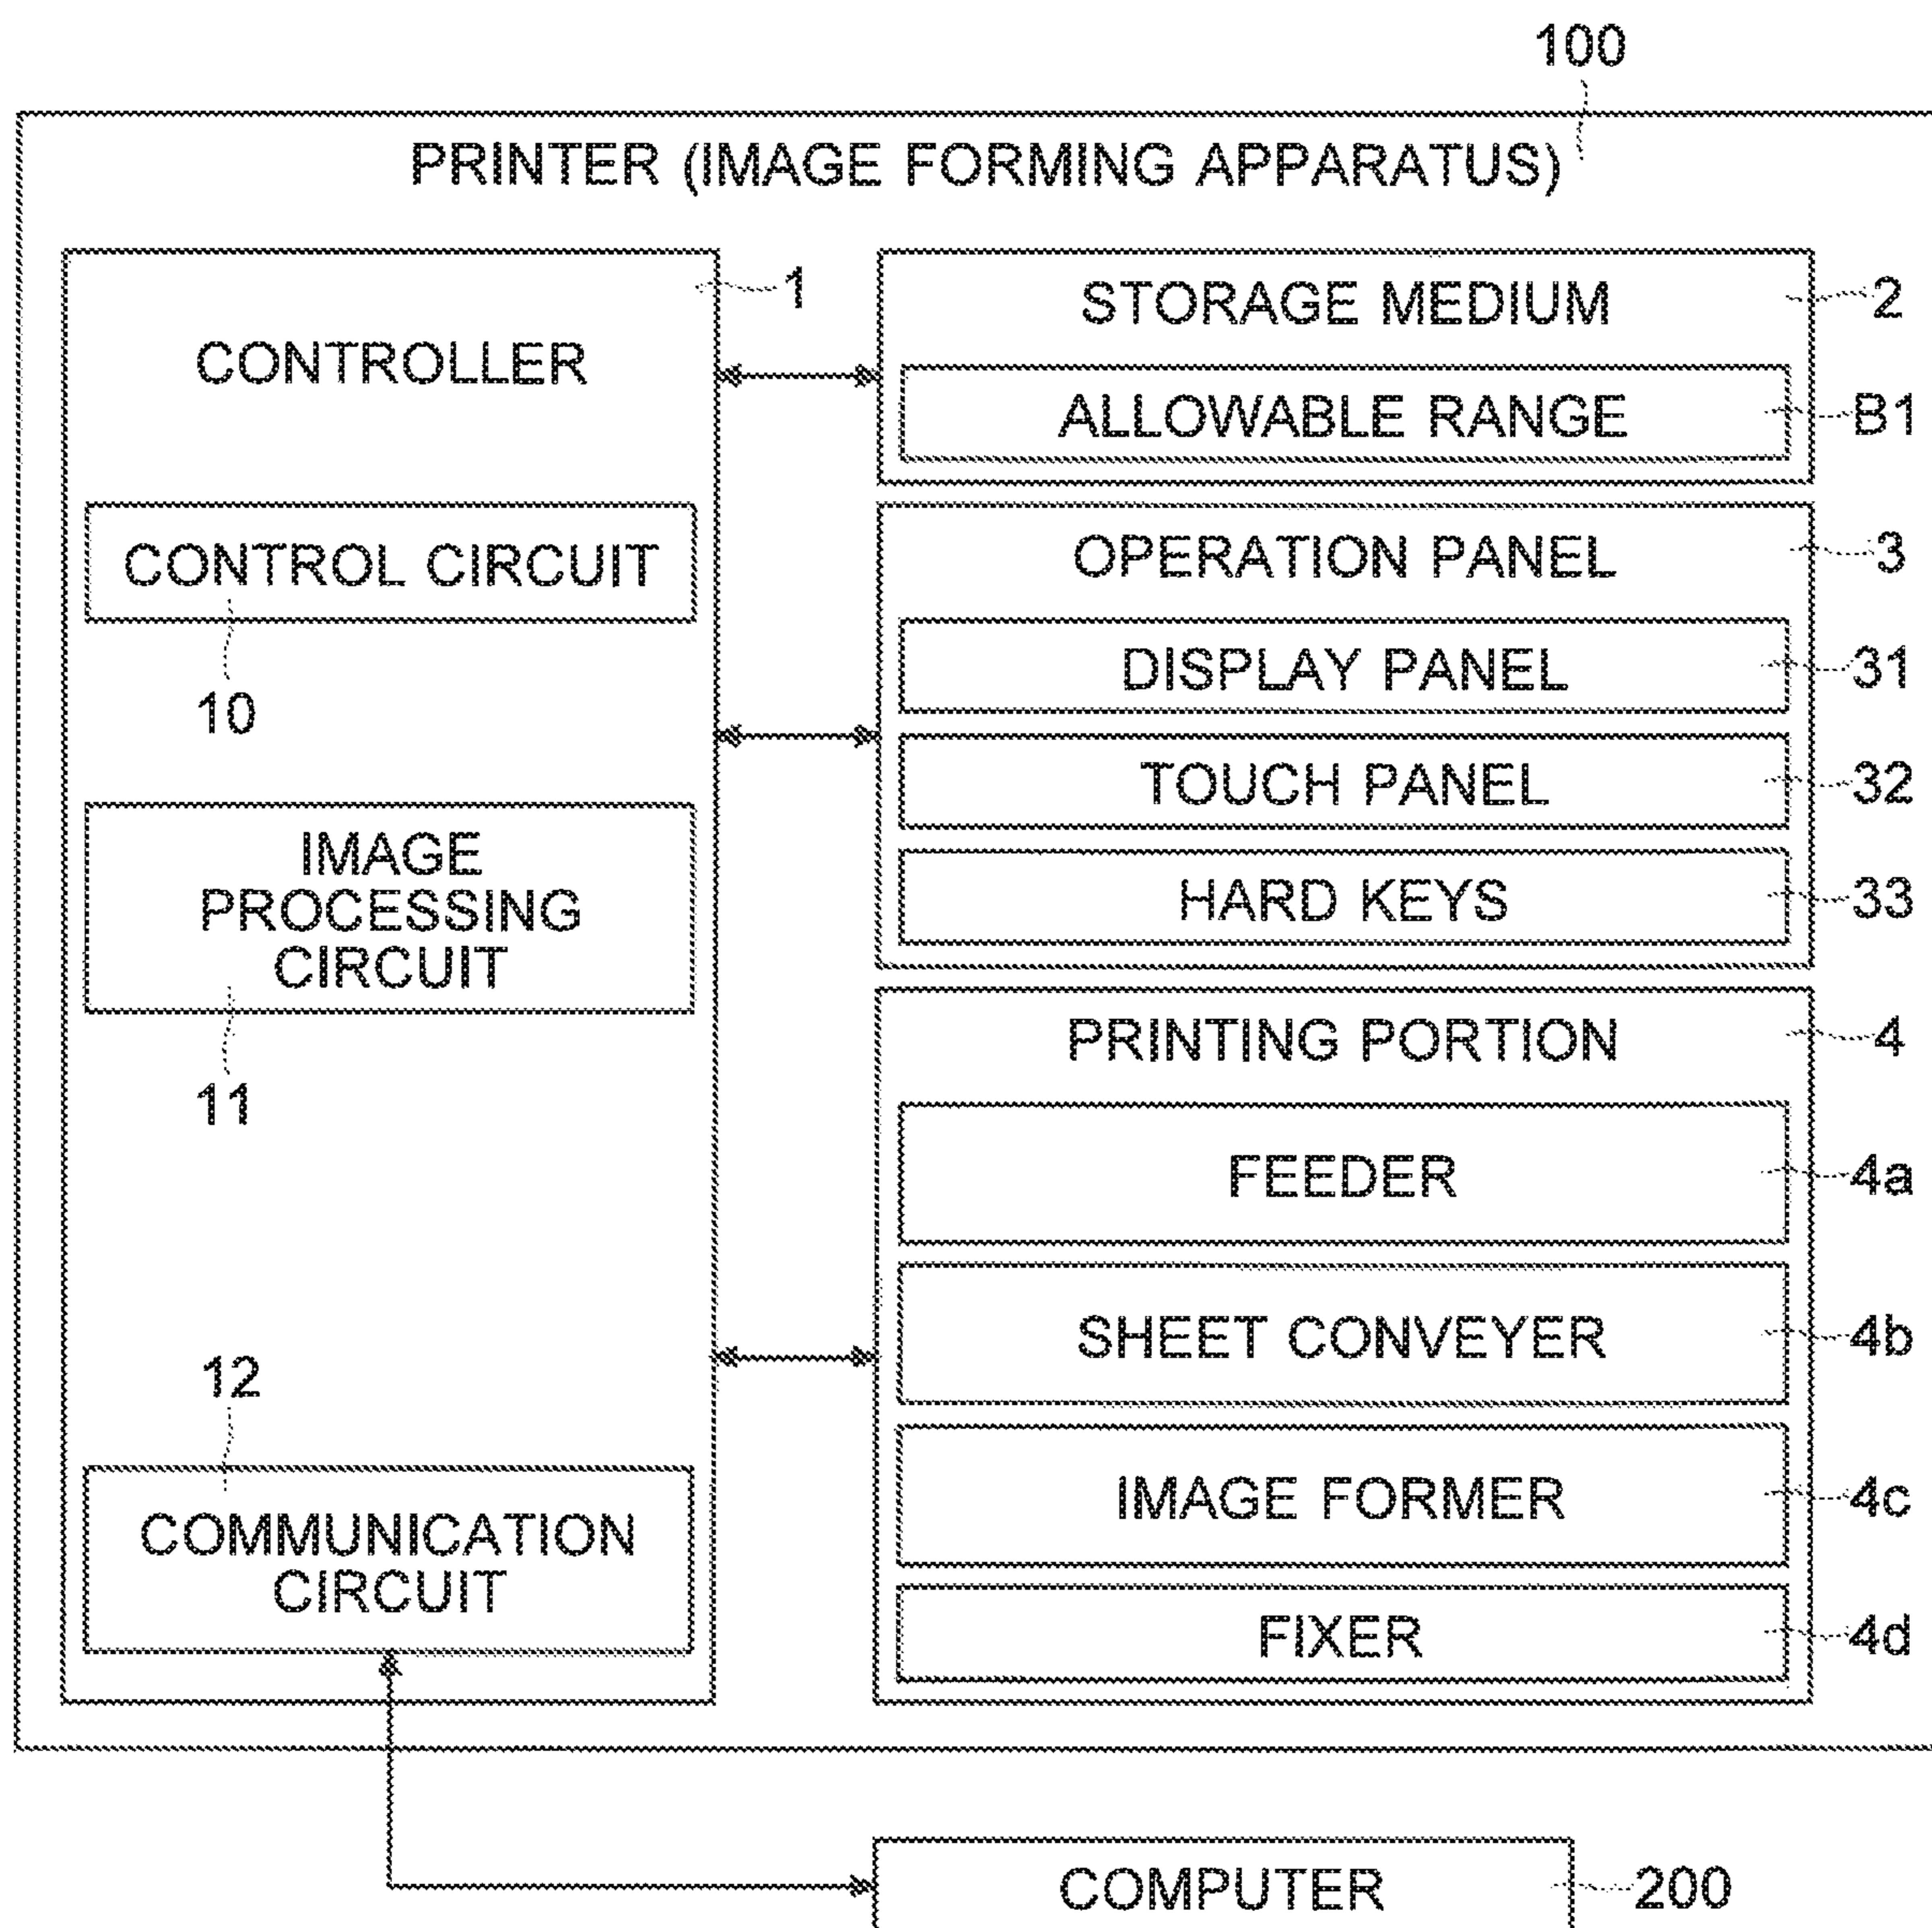 100
PRINTER (IMAGE FORMING APPARATUS)
1
CONTROLLER
CONTROL CIRCUIT
10
IMAGE
PROCESSING
CIRCUIT
11
12
COMMUNICATION
CIRCUIT
STORAGE MEDIUM
2
ALLOWABLE RANGE
B1
OPERATION PANEL
3
DISPLAY PANEL
31
TOUCH PANEL
32
HARD KEYS
33
PRINTING PORTION
4
FEEDER
4a
SHEET CONVEYER
4b
IMAGE FORMER
4c
FIXER
4d
COMPUTER
200